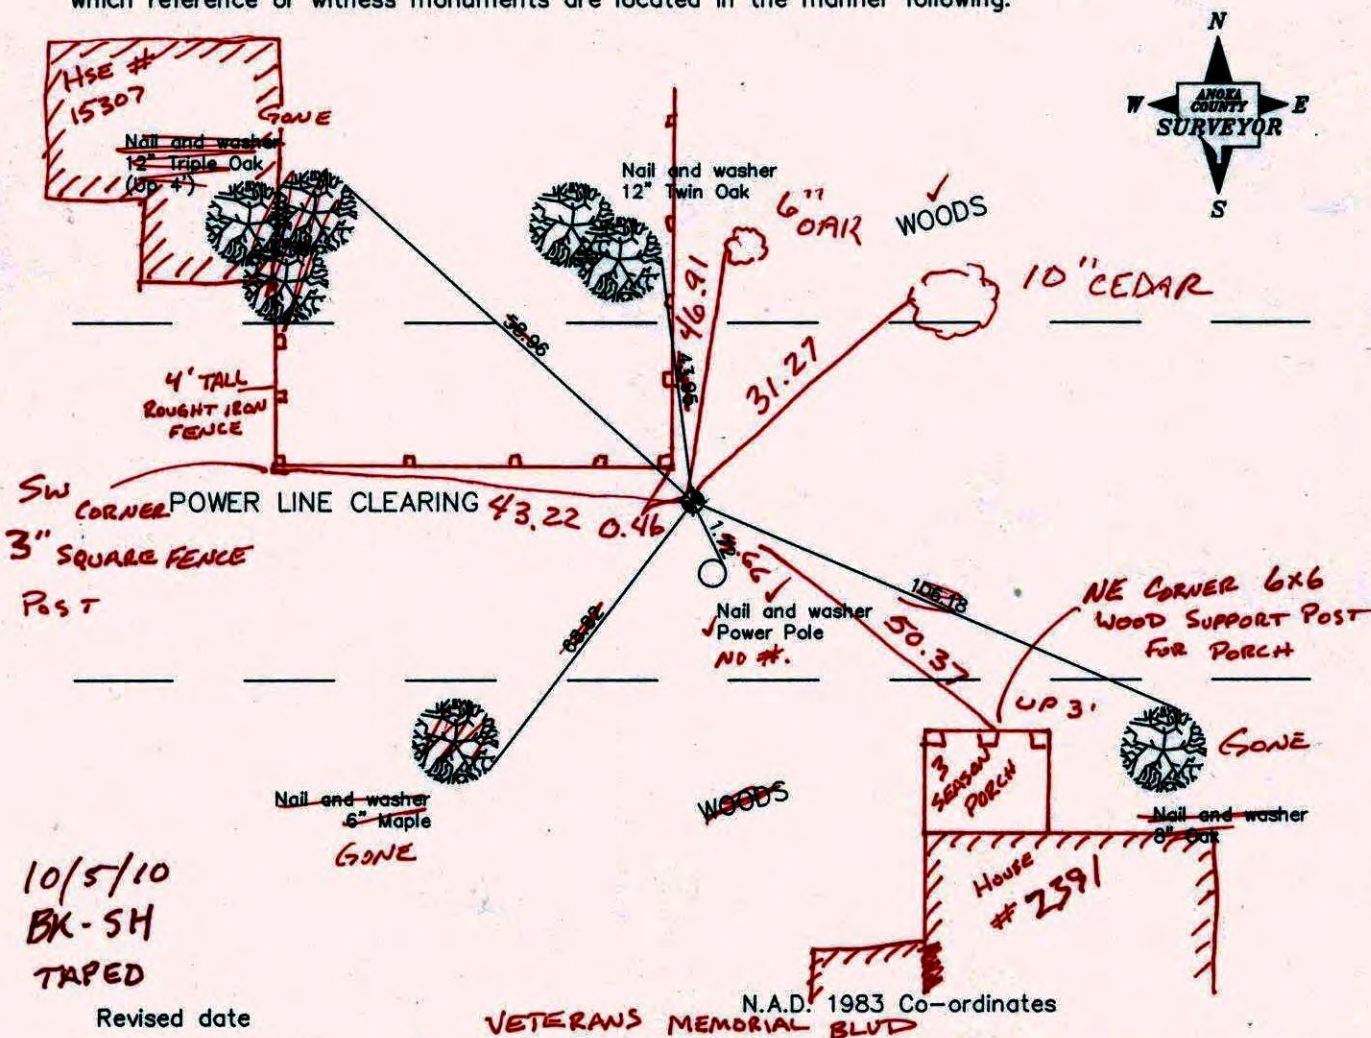 which reference or witness monuments are located in the manner following:
N
W
ANOKA
COUNTY
SURVEYOR
E
S
HSE #
15307
GONE
Nail and washer
12" Triple Oak
(Up 4')
Nail and washer
12" Twin Oak
6"
OAK
WOODS
10" CEDAR
58.96
43.95
46.91
31.27
4' TALL
ROUGHT IRON
FENCE
SW
CORNER
3" SQUARE FENCE
POST
POWER LINE CLEARING
43.22
0.46
.66
106.18
Nail and washer
Power Pole
NO #.
50.37
NE CORNER 6x6
WOOD SUPPORT POST
FOR PORCH
UP 3'
GONE
3
SEASON
PORCH
Nail and washer
6" Maple
GONE
WOODS
Nail and washer
8" Oak
HOUSE
# 2391
10/5/10
BK-SH
TAPED
Revised date
N.A.D. 1983 Co-ordinates
VETERANS MEMORIAL BLVD